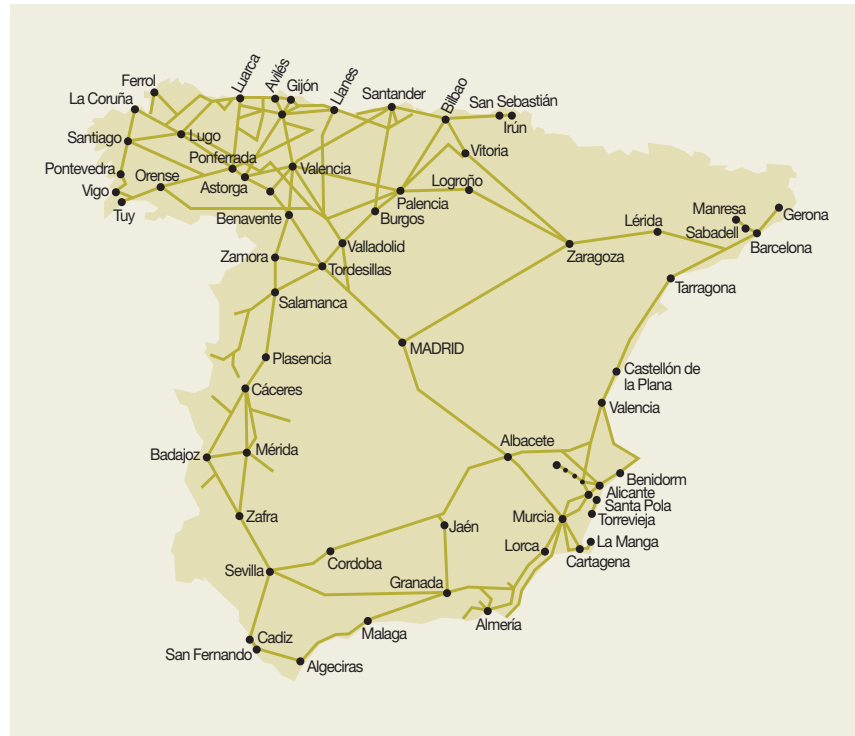 Ferrol
La Coruña
Luarca
Avilés
Gijón
Llanes
Santander
Bilbao
San Sebastián
Irún
Santiago
Lugo
Ponferrada
Valencia
Vitoria
Pontevedra
Orense
Astorga
Logroño
Vigo
Palencia
Tuy
Benavente
Burgos
Lérida
Manresa
Gerona
Sabadell
Barcelona
Zamora
Valladolid
Tordesillas
Zaragoza
Salamanca
Tarragona
MADRID
Plasencia
Castellón de
la Plana
Cáceres
Valencia
Badajoz
Mérida
Albacete
Benidorm
Alicante
Santa Pola
Zafra
Murcia
Torrevieja
Jaén
La Manga
Lorca
Cartagena
Cordoba
Sevilla
Granada
Almería
Malaga
Cadiz
San Fernando
Algeciras